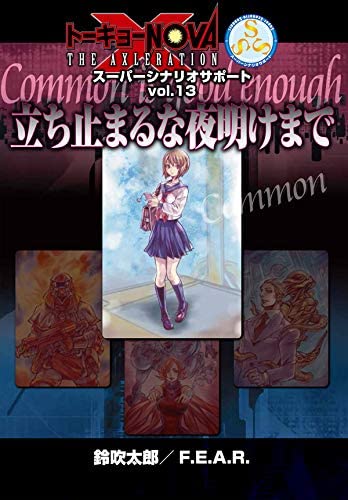 トーキョーNOVA X
THE AXLERATION
スーパーシナリオサポート
vol.13
SSS
Common is good enough
立ち止まるな夜明けまで
Common
鈴吹太郎／F.E.A.R.